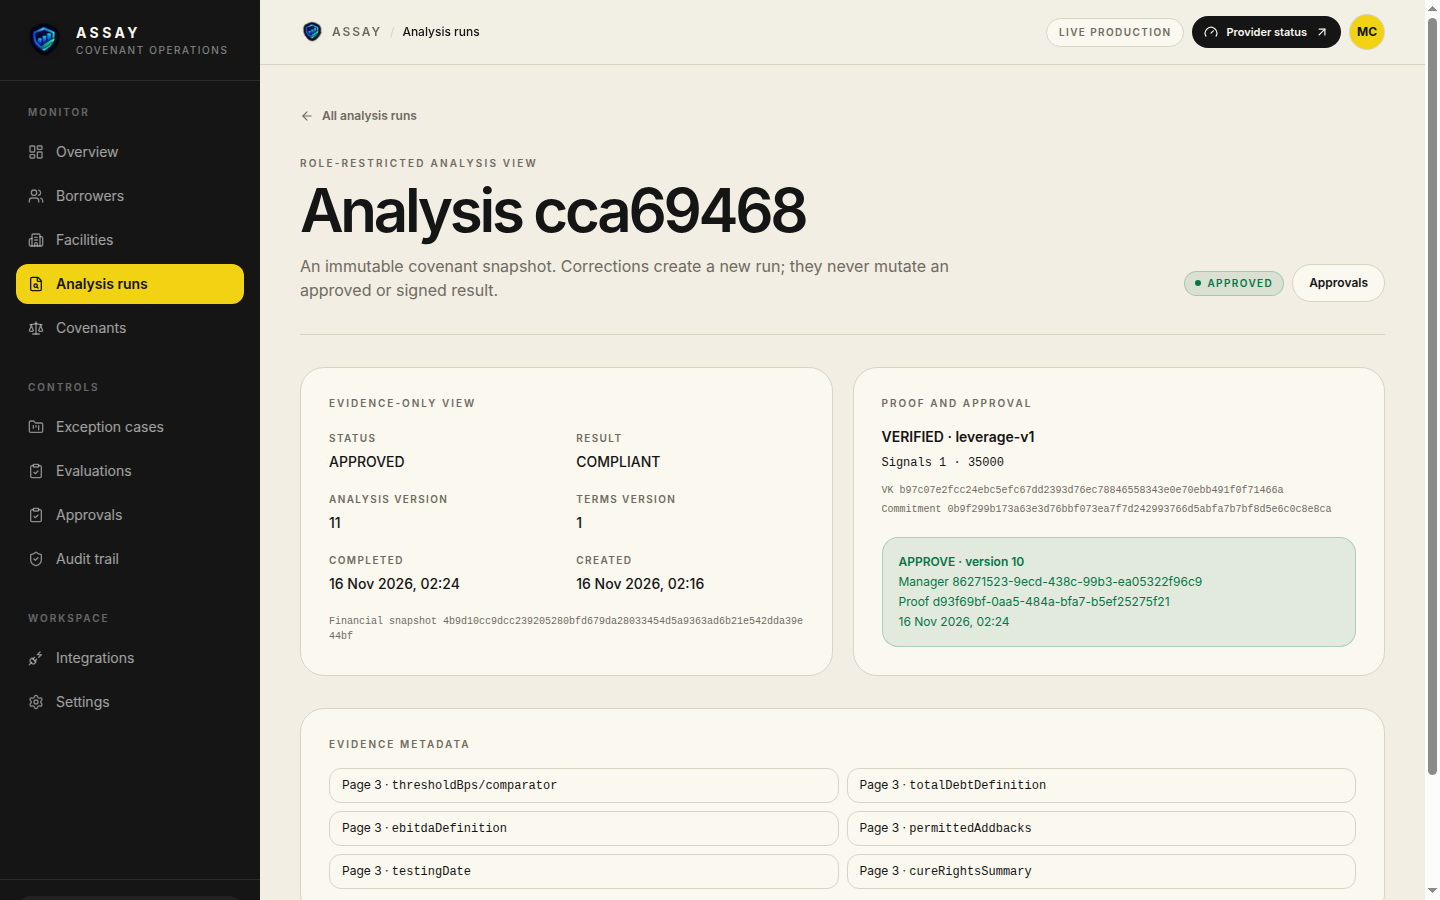 ASSAY
COVENANT OPERATIONS
MONITOR
Overview
Borrowers
Facilities
Analysis runs
Covenants
CONTROLS
Exception cases
Evaluations
Approvals
Audit trail
WORKSPACE
Integrations
Settings
ASSAY / Analysis runs
LIVE PRODUCTION
Provider status
MC
All analysis runs
ROLE-RESTRICTED ANALYSIS VIEW
Analysis cca69468
An immutable covenant snapshot. Corrections create a new run; they never mutate an
approved or signed result.
APPROVED
Approvals
EVIDENCE-ONLY VIEW
STATUS
APPROVED
RESULT
COMPLIANT
ANALYSIS VERSION
11
TERMS VERSION
1
COMPLETED
16 Nov 2026, 02:24
CREATED
16 Nov 2026, 02:16
Financial snapshot 4b9d10cc9dcc239205280bfd679da28033454d5a9363ad6b21e542dda39e
44bf
PROOF AND APPROVAL
VERIFIED · leverage-v1
Signals 1 · 35000
VK b97c07e2fcc24ebc5efc67dd2393d76ec78846558343e0e70ebb491f0f71466a
Commitment 0b9f299b173a63e3d76bbf073ea7f7d242993766d5abfa7b7bf8d5e6c0c8e8ca
APPROVE · version 10
Manager 86271523-9ecd-438c-99b3-ea05322f96c9
Proof d93f69bf-0aa5-484a-bfa7-b5ef25275f21
16 Nov 2026, 02:24
EVIDENCE METADATA
Page 3 · thresholdBps/comparator
Page 3 · totalDebtDefinition
Page 3 · ebitdaDefinition
Page 3 · permittedAddbacks
Page 3 · testingDate
Page 3 · cureRightsSummary